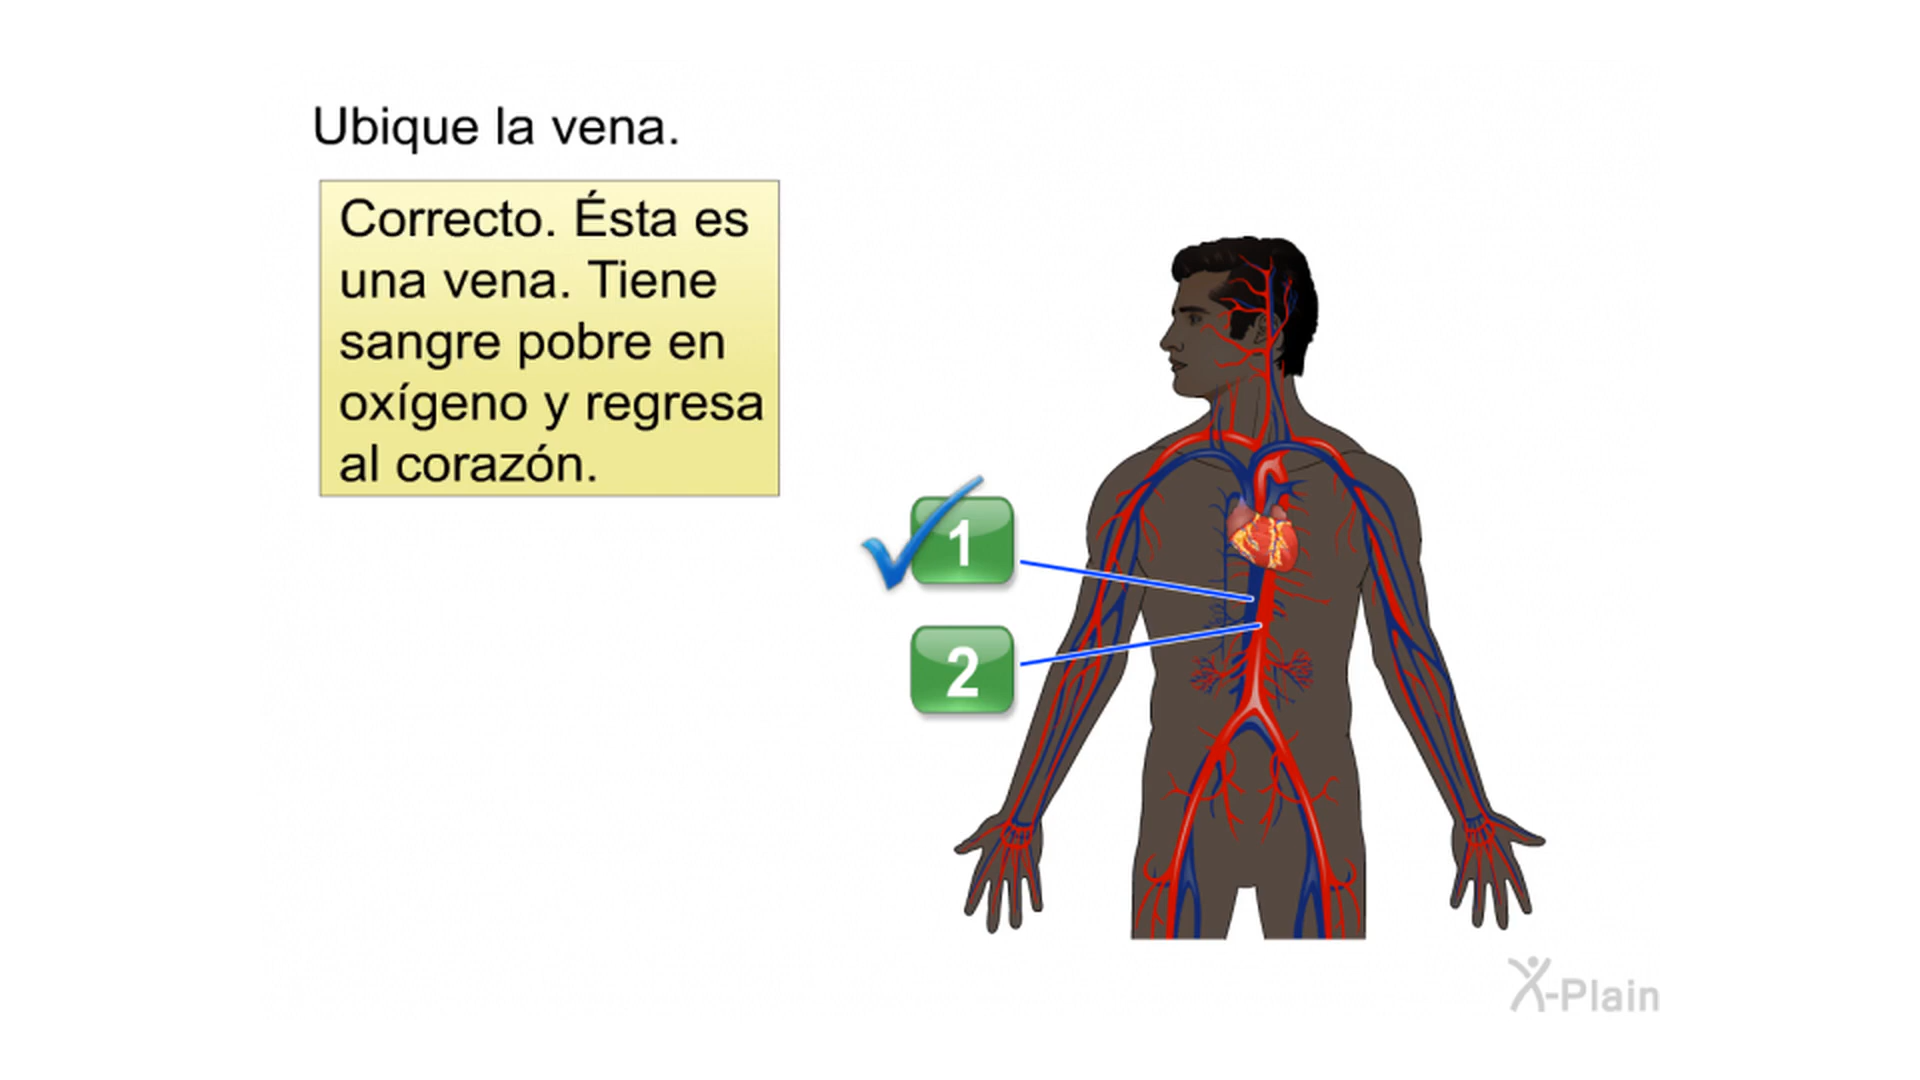 Ubique la vena.
Correcto. Ésta es
una vena. Tiene
sangre pobre en
oxígeno y regresa
al corazón.
1
2
X-Plain